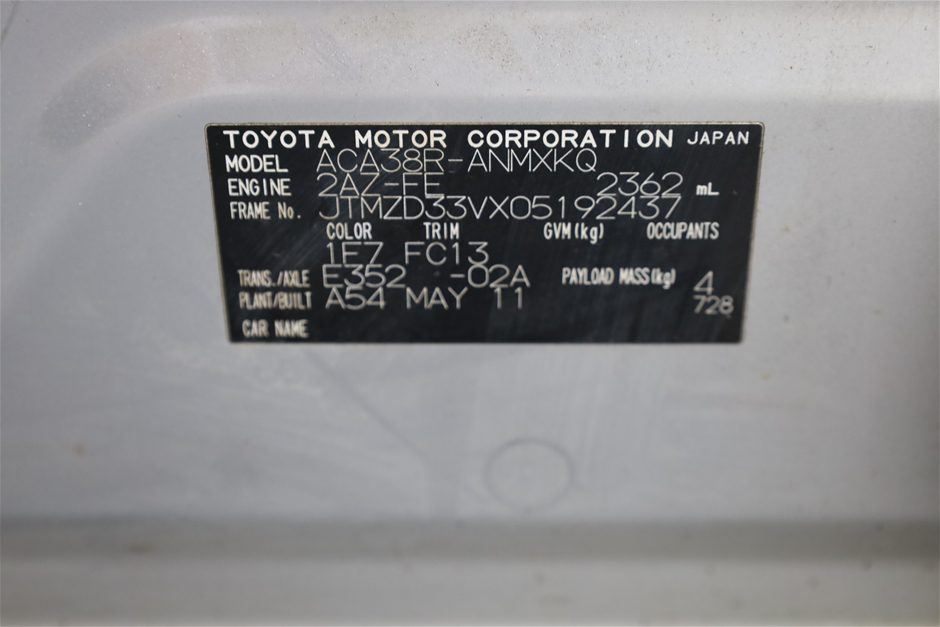 TOYOTA MOTOR CORPORATION JAPAN
MODEL ACA38R-ANMXKQ
ENGINE 2AZ-FE 2362 mL
FRAME No. JTMZD33VX05192437
COLOR TRIM GVM(kg) OCCUPANTS
1E7 FC13
TRANS./AXLE E352 -02A PAYLOAD MASS(kg) 4
PLANT/BUILT A54 MAY 11 728
CAR NAME